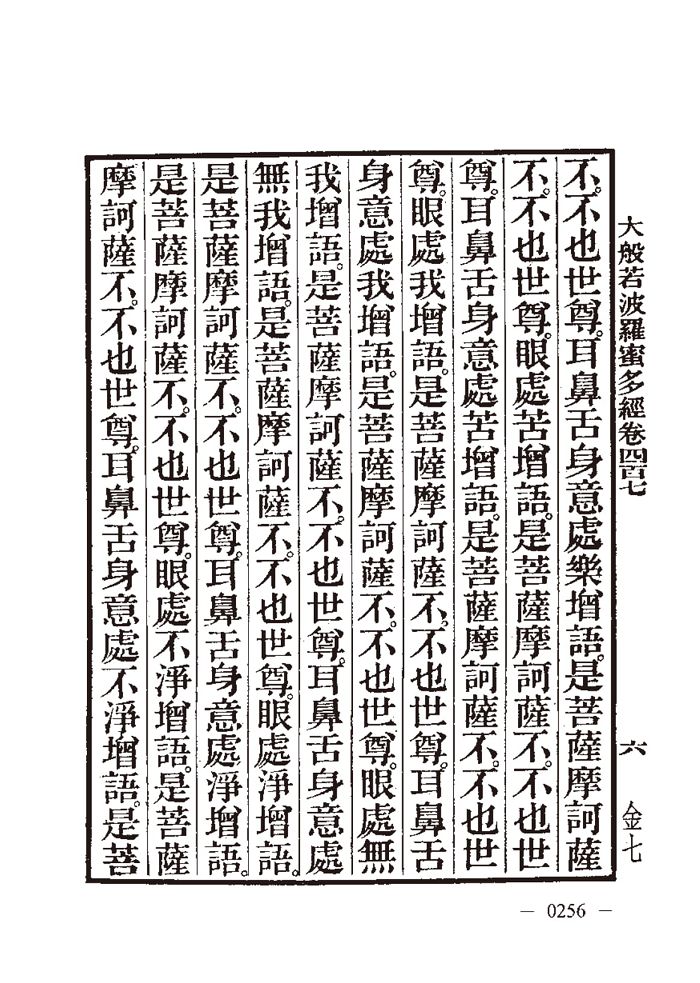 大般若波羅蜜多經卷四百七 六 金七
不。不也世尊。耳鼻舌身意處樂增語。是菩薩摩訶薩
不。不也世尊。眼處苦增語。是菩薩摩訶薩不。不也世
尊。耳鼻舌身意處苦增語。是菩薩摩訶薩不。不也世
尊。眼處我增語。是菩薩摩訶薩不。不也世尊。耳鼻舌
身意處我增語。是菩薩摩訶薩不。不也世尊。眼處無
我增語。是菩薩摩訶薩不。不也世尊。耳鼻舌身意處
無我增語。是菩薩摩訶薩不。不也世尊。眼處淨增語。
是菩薩摩訶薩不。不也世尊。耳鼻舌身意處淨增語。
是菩薩摩訶薩不。不也世尊。眼處不淨增語。是菩薩
摩訶薩不。不也世尊。耳鼻舌身意處不淨增語。是菩
— 0256 —